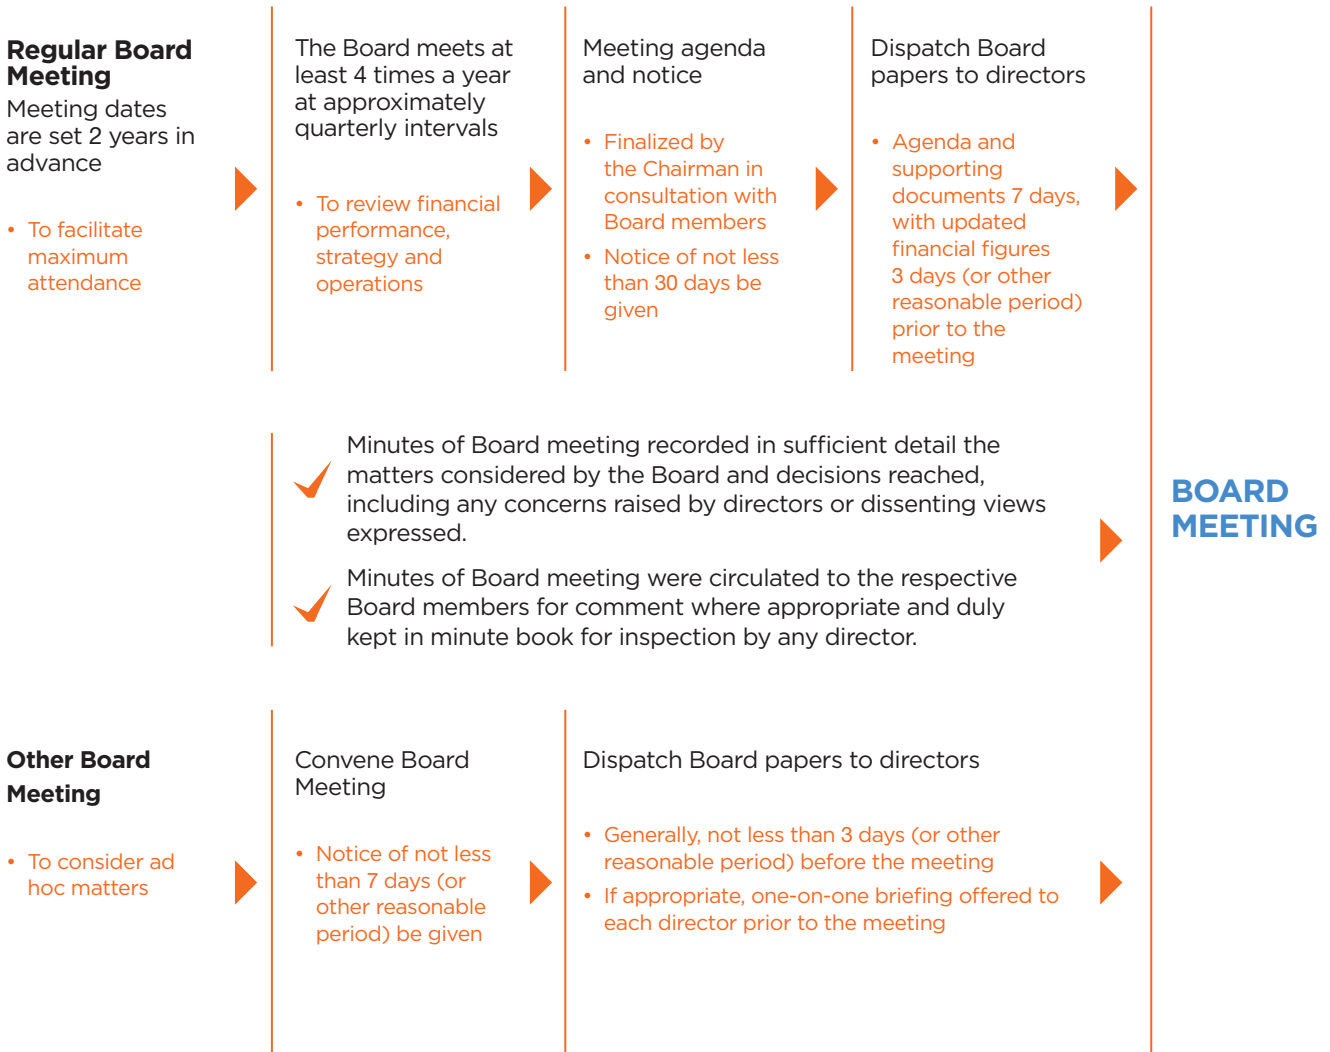 Regular Board
Meeting
Meeting dates
are set 2 years in
advance
• To facilitate
maximum
attendance
The Board meets at
least 4 times a year
at approximately
quarterly intervals
• To review financial
performance,
strategy and
operations
Meeting agenda
and notice
• Finalized by
the Chairman in
consultation with
Board members
• Notice of not less
than 30 days be
given
Dispatch Board
papers to directors
• Agenda and
supporting
documents 7 days,
with updated
financial figures
3 days (or other
reasonable period)
prior to the
meeting
Minutes of Board meeting recorded in sufficient detail the
matters considered by the Board and decisions reached,
including any concerns raised by directors or dissenting views
expressed.
Minutes of Board meeting were circulated to the respective
Board members for comment where appropriate and duly
kept in minute book for inspection by any director.
BOARD
MEETING
Other Board
Meeting
• To consider ad
hoc matters
Convene Board
Meeting
• Notice of not less
than 7 days (or
other reasonable
period) be given
Dispatch Board papers to directors
• Generally, not less than 3 days (or other
reasonable period) before the meeting
• If appropriate, one-on-one briefing offered to
each director prior to the meeting